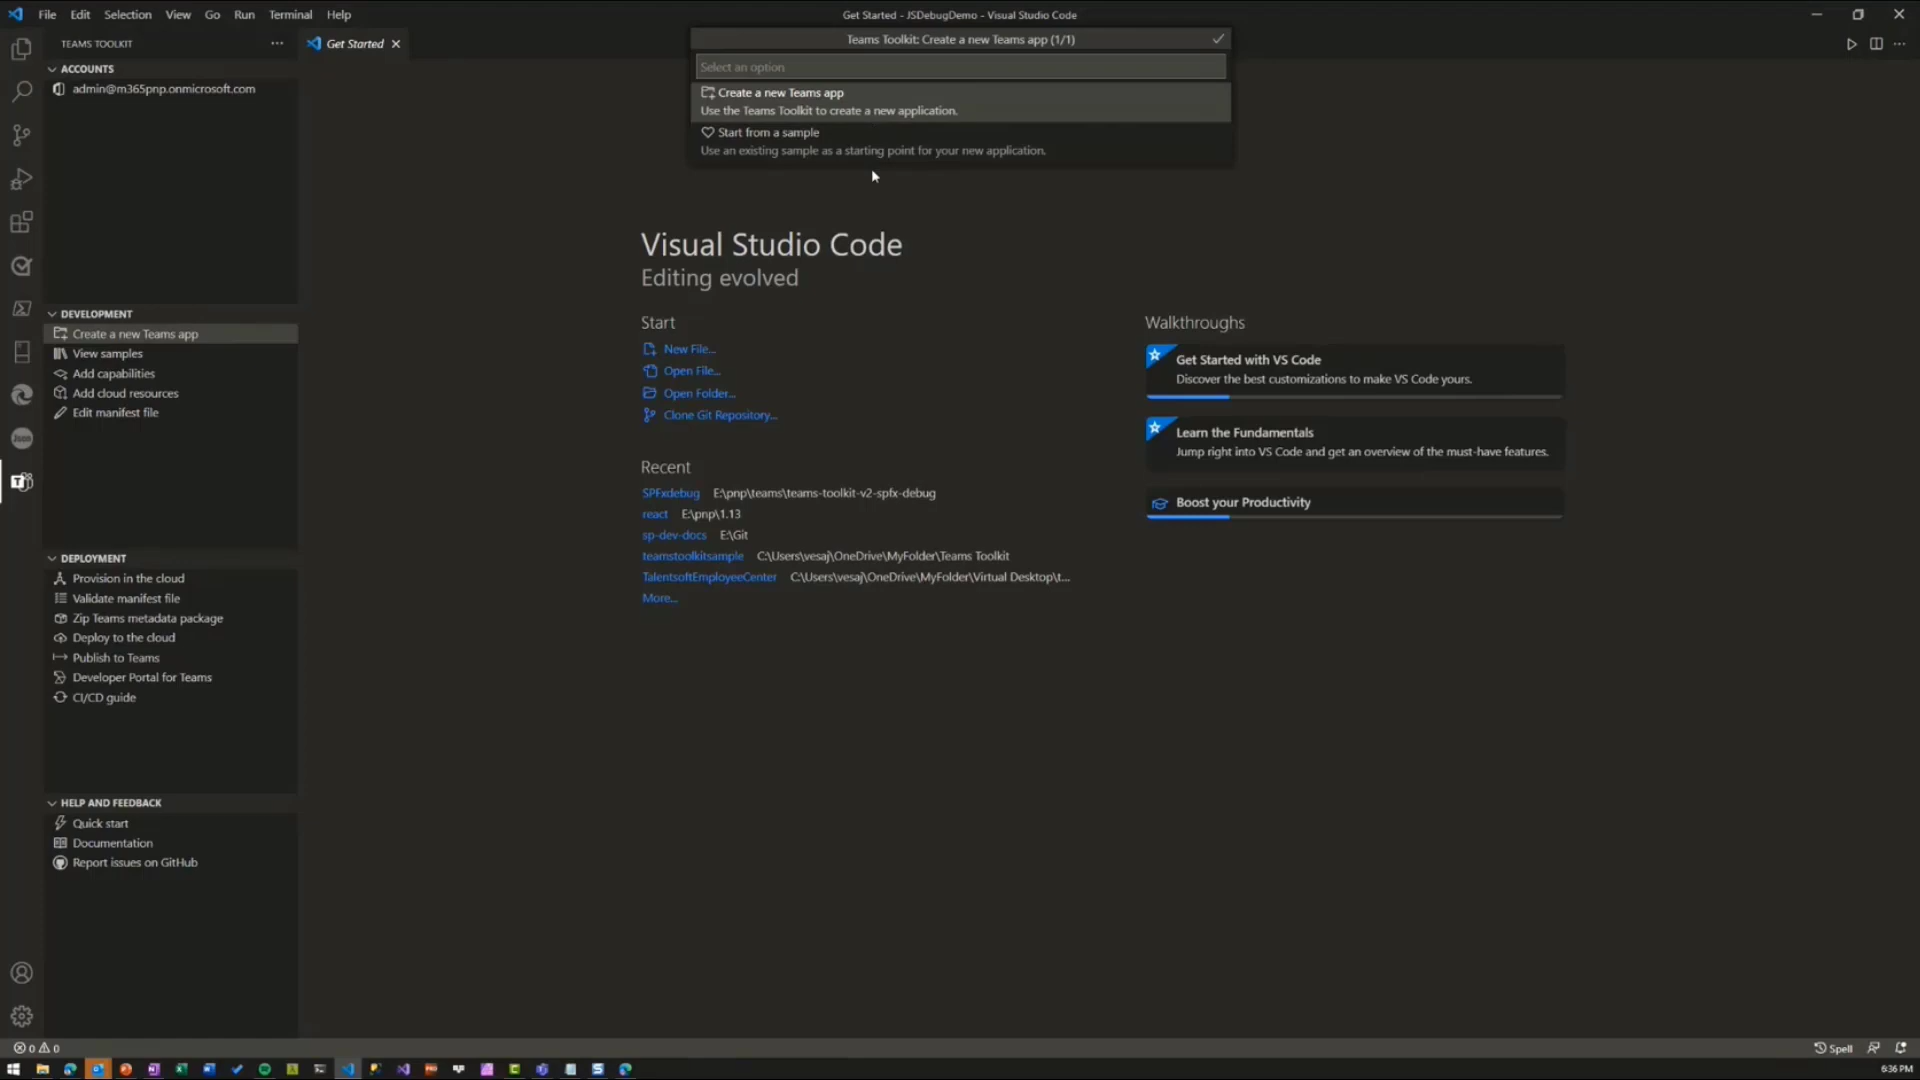 File Edit Selection View Go Run Terminal Help
Get Started - JSDebugDemo - Visual Studio Code
TEAMS TOOLKIT
Get Started
Teams Toolkit: Create a new Teams app (1/1)
Select an option
Create a new Teams app
Use the Teams Toolkit to create a new application.
Start from a sample
Use an existing sample as a starting point for your new application.
ACCOUNTS
admin@m365pnp.onmicrosoft.com
DEVELOPMENT
Create a new Teams app
View samples
Add capabilities
Add cloud resources
Edit manifest file
DEPLOYMENT
Provision in the cloud
Validate manifest file
Zip Teams metadata package
Deploy to the cloud
Publish to Teams
Developer Portal for Teams
CI/CD guide
HELP AND FEEDBACK
Quick start
Documentation
Report issues on GitHub
Visual Studio Code
Editing evolved
Start
New File...
Open File...
Open Folder...
Clone Git Repository...
Recent
SPFxdebug E:\pnp\teams\teams-toolkit-v2-spfx-debug
react E:\pnp\1.13
sp-dev-docs E:\Git
teamstoolkitsample C:\Users\vesaj\OneDrive\MyFolder\Teams Toolkit
TalentsoftEmployeeCenter C:\Users\vesaj\OneDrive\MyFolder\Virtual Desktop\t...
More...
Walkthroughs
Get Started with VS Code
Discover the best customizations to make VS Code yours.
Learn the Fundamentals
Jump right into VS Code and get an overview of the must-have features.
Boost your Productivity
0 0
Spell
6:36 PM